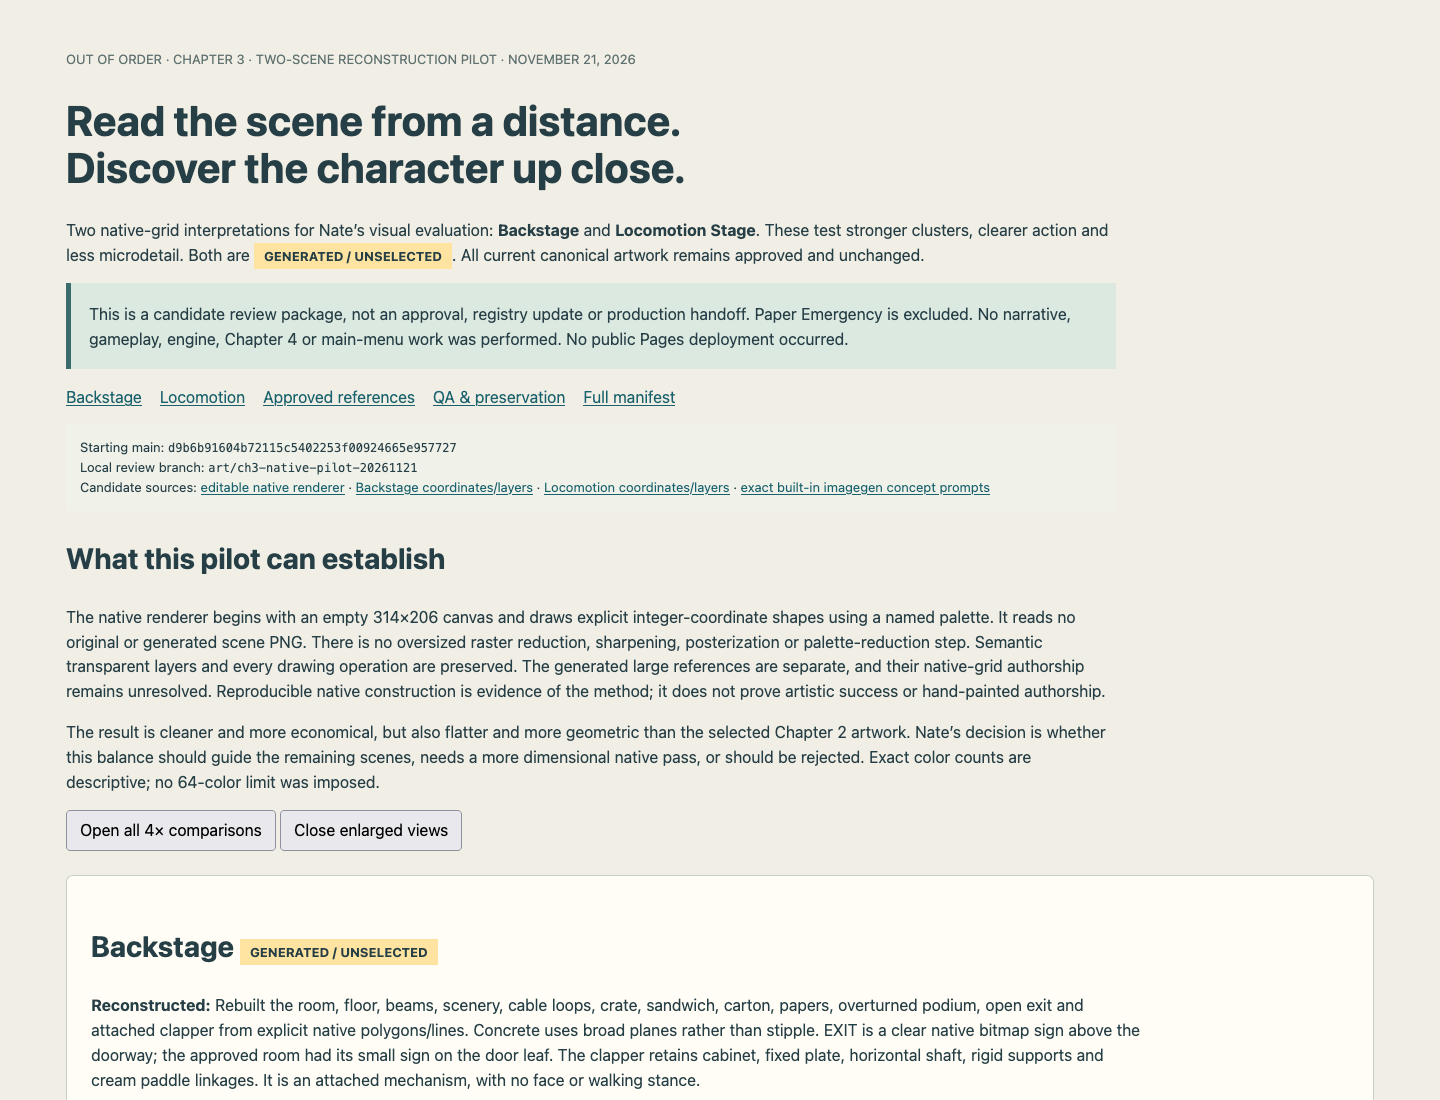 OUT OF ORDER · CHAPTER 3 · TWO-SCENE RECONSTRUCTION PILOT · NOVEMBER 21, 2026
Read the scene from a distance.
Discover the character up close.
Two native-grid interpretations for Nate’s visual evaluation: Backstage and Locomotion Stage. These test stronger clusters, clearer action and
less microdetail. Both are GENERATED / UNSELECTED . All current canonical artwork remains approved and unchanged.
This is a candidate review package, not an approval, registry update or production handoff. Paper Emergency is excluded. No narrative,
gameplay, engine, Chapter 4 or main-menu work was performed. No public Pages deployment occurred.
Backstage Locomotion Approved references QA & preservation Full manifest
Starting main: d9b6b91604b72115c5402253f00924665e957727
Local review branch: art/ch3-native-pilot-20261121
Candidate sources: editable native renderer · Backstage coordinates/layers · Locomotion coordinates/layers · exact built-in imagegen concept prompts
What this pilot can establish
The native renderer begins with an empty 314×206 canvas and draws explicit integer-coordinate shapes using a named palette. It reads no
original or generated scene PNG. There is no oversized raster reduction, sharpening, posterization or palette-reduction step. Semantic
transparent layers and every drawing operation are preserved. The generated large references are separate, and their native-grid authorship
remains unresolved. Reproducible native construction is evidence of the method; it does not prove artistic success or hand-painted authorship.
The result is cleaner and more economical, but also flatter and more geometric than the selected Chapter 2 artwork. Nate’s decision is whether
this balance should guide the remaining scenes, needs a more dimensional native pass, or should be rejected. Exact color counts are
descriptive; no 64-color limit was imposed.
Open all 4× comparisons Close enlarged views
Backstage GENERATED / UNSELECTED
Reconstructed: Rebuilt the room, floor, beams, scenery, cable loops, crate, sandwich, carton, papers, overturned podium, open exit and
attached clapper from explicit native polygons/lines. Concrete uses broad planes rather than stipple. EXIT is a clear native bitmap sign above the
doorway; the approved room had its small sign on the door leaf. The clapper retains cabinet, fixed plate, horizontal shaft, rigid supports and
cream paddle linkages. It is an attached mechanism, with no face or walking stance.